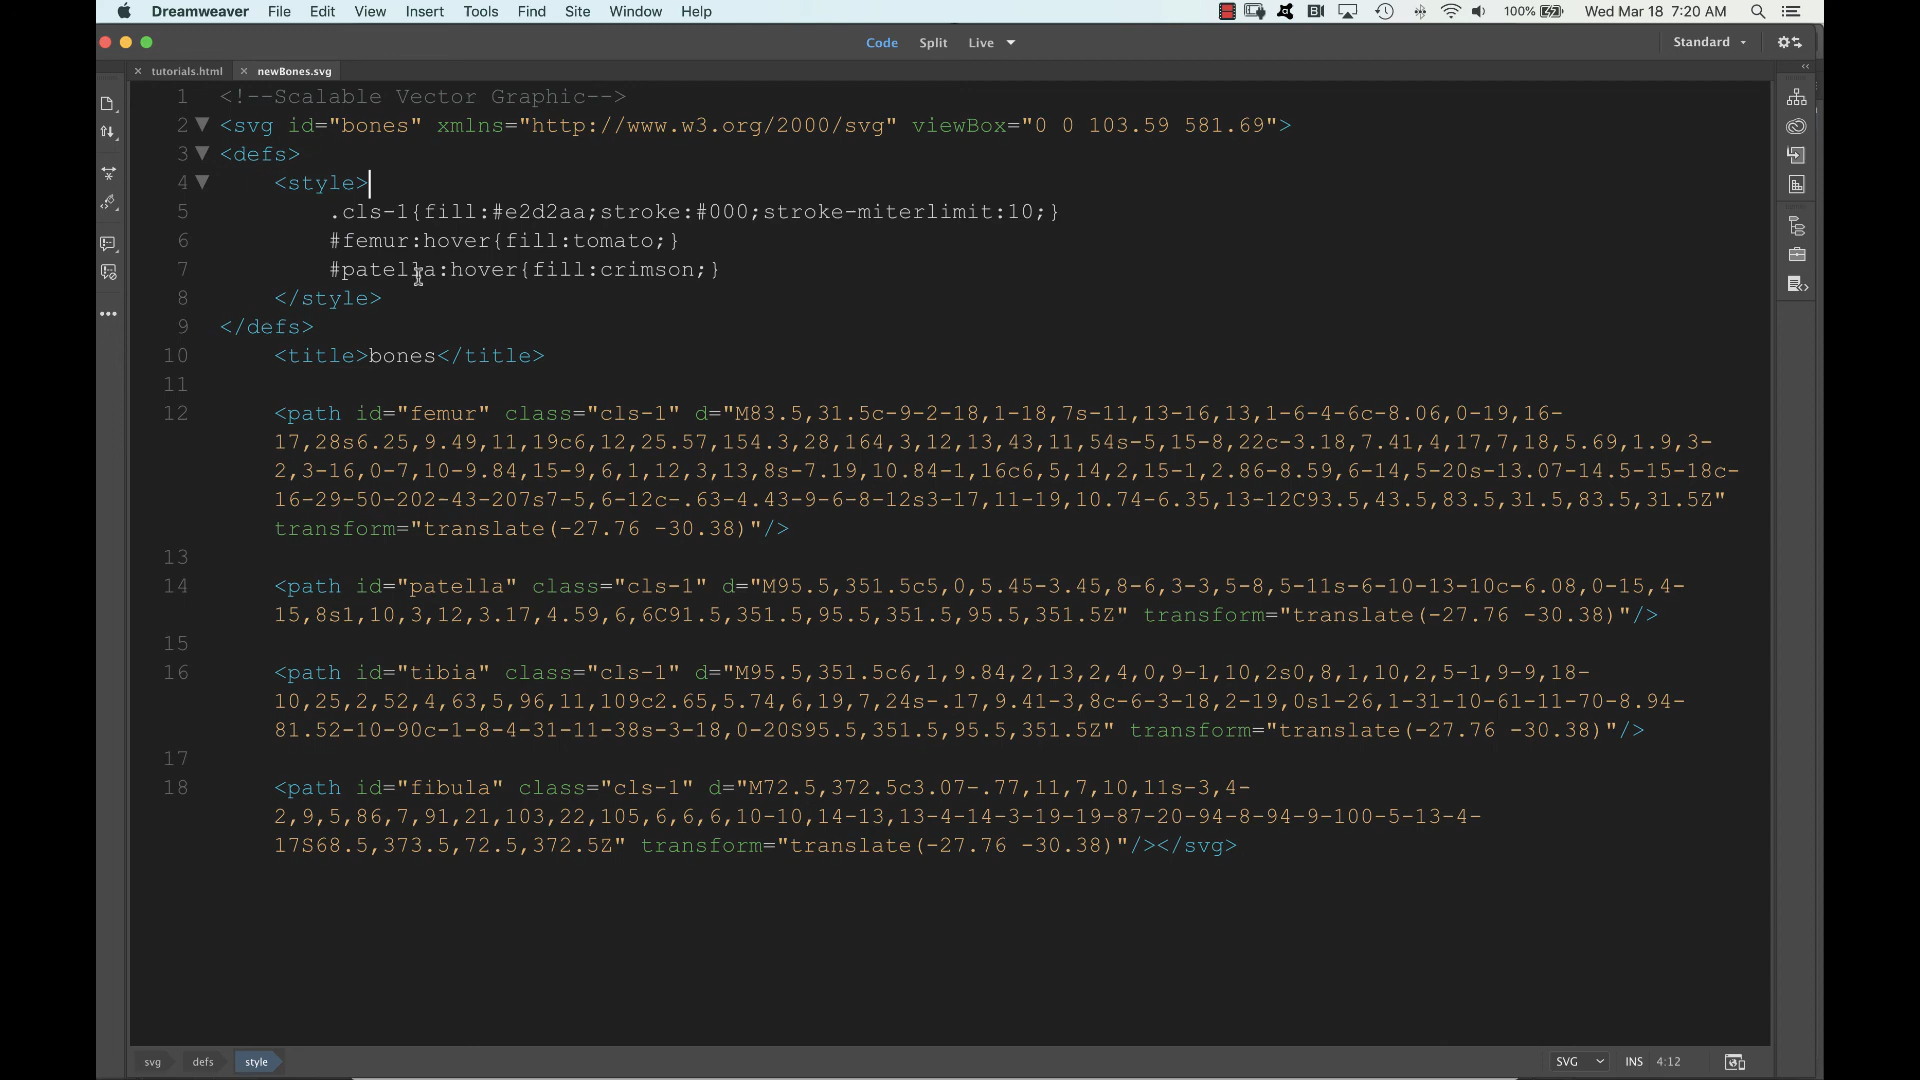 Dreamweaver File Edit View Insert Tools Find Site Window Help 100% Wed Mar 18 7:20 AM
Code Split Live Standard
tutorials.html newBones.svg
1 <!--Scalable Vector Graphic-->
2 <svg id="bones" xmlns="http://www.w3.org/2000/svg" viewBox="0 0 103.59 581.69">
3 <defs>
4 <style>
5 .cls-1{fill:#e2d2aa;stroke:#000;stroke-miterlimit:10;}
6 #femur:hover{fill:tomato;}
7 #patella:hover{fill:crimson;}
8 </style>
9 </defs>
10 <title>bones</title>
11
12 <path id="femur" class="cls-1" d="M83.5,31.5c-9-2-18,1-18,7s-11,13-16,13,1-6-4-6c-8.06,0-19,16-
17,28s6.25,9.49,11,19c6,12,25.57,154.3,28,164,3,12,13,43,11,54s-5,15-8,22c-3.18,7.41,4,17,7,18,5.69,1.9,3-
2,3-16,0-7,10-9.84,15-9,6,1,12,3,13,8s-7.19,10.84-1,16c6,5,14,2,15-1,2.86-8.59,6-14,5-20s-13.07-14.5-15-18c-
16-29-50-202-43-207s7-5,6-12c-.63-4.43-9-6-8-12s3-17,11-19,10.74-6.35,13-12C93.5,43.5,83.5,31.5,83.5,31.5Z"
transform="translate(-27.76 -30.38)"/>
13
14 <path id="patella" class="cls-1" d="M95.5,351.5c5,0,5.45-3.45,8-6,3-3,5-8,5-11s-6-10-13-10c-6.08,0-15,4-
15,8s1,10,3,12,3.17,4.59,6,6C91.5,351.5,95.5,351.5,95.5,351.5Z" transform="translate(-27.76 -30.38)"/>
15
16 <path id="tibia" class="cls-1" d="M95.5,351.5c6,1,9.84,2,13,2,4,0,9-1,10,2s0,8,1,10,2,5-1,9-9,18-
10,25,2,52,4,63,5,96,11,109c2.65,5.74,6,19,7,24s-.17,9.41-3,8c-6-3-18,2-19,0s1-26,1-31-10-61-11-70-8.94-
81.52-10-90c-1-8-4-31-11-38s-3-18,0-20S95.5,351.5,95.5,351.5Z" transform="translate(-27.76 -30.38)"/>
17
18 <path id="fibula" class="cls-1" d="M72.5,372.5c3.07-.77,11,7,10,11s-3,4-
2,9,5,86,7,91,21,103,22,105,6,6,6,10-10,14-13,13-4-14-3-19-19-87-20-94-8-94-9-100-5-13-4-
17S68.5,373.5,72.5,372.5Z" transform="translate(-27.76 -30.38)"/></svg>
svg defs style SVG INS 4:12